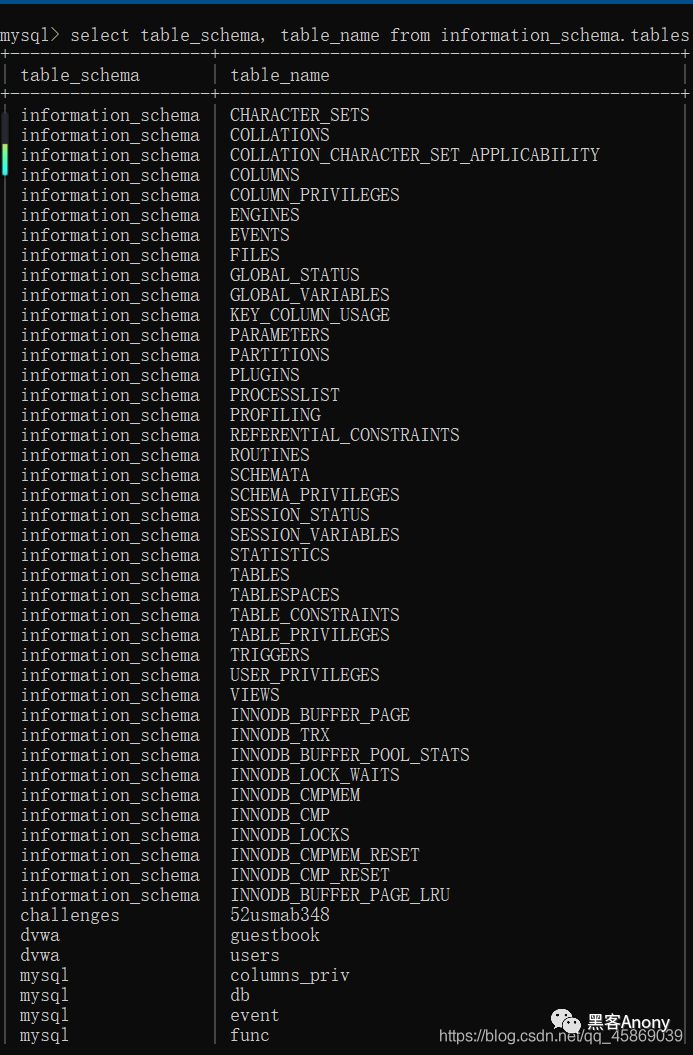 mysql> select table_schema, table_name from information_schema.tables
table_schema table_name
information_schema CHARACTER_SETS
information_schema COLLATIONS
information_schema COLLATION_CHARACTER_SET_APPLICABILITY
information_schema COLUMNS
information_schema COLUMN_PRIVILEGES
information_schema ENGINES
information_schema EVENTS
information_schema FILES
information_schema GLOBAL_STATUS
information_schema GLOBAL_VARIABLES
information_schema KEY_COLUMN_USAGE
information_schema PARAMETERS
information_schema PARTITIONS
information_schema PLUGINS
information_schema PROCESSLIST
information_schema PROFILING
information_schema REFERENTIAL_CONSTRAINTS
information_schema ROUTINES
information_schema SCHEMATA
information_schema SCHEMA_PRIVILEGES
information_schema SESSION_STATUS
information_schema SESSION_VARIABLES
information_schema STATISTICS
information_schema TABLES
information_schema TABLESPACES
information_schema TABLE_CONSTRAINTS
information_schema TABLE_PRIVILEGES
information_schema TRIGGERS
information_schema USER_PRIVILEGES
information_schema VIEWS
information_schema INNODB_BUFFER_PAGE
information_schema INNODB_TRX
information_schema INNODB_BUFFER_POOL_STATS
information_schema INNODB_LOCK_WAITS
information_schema INNODB_CMPMEM
information_schema INNODB_CMP
information_schema INNODB_LOCKS
information_schema INNODB_CMPMEM_RESET
information_schema INNODB_CMP_RESET
information_schema INNODB_BUFFER_PAGE_LRU
challenges 52usmab348
dvwa guestbook
dvwa users
mysql columns_priv
mysql db
mysql event
mysql func
黑客Anony
https://blog.csdn.net/qq_45869039